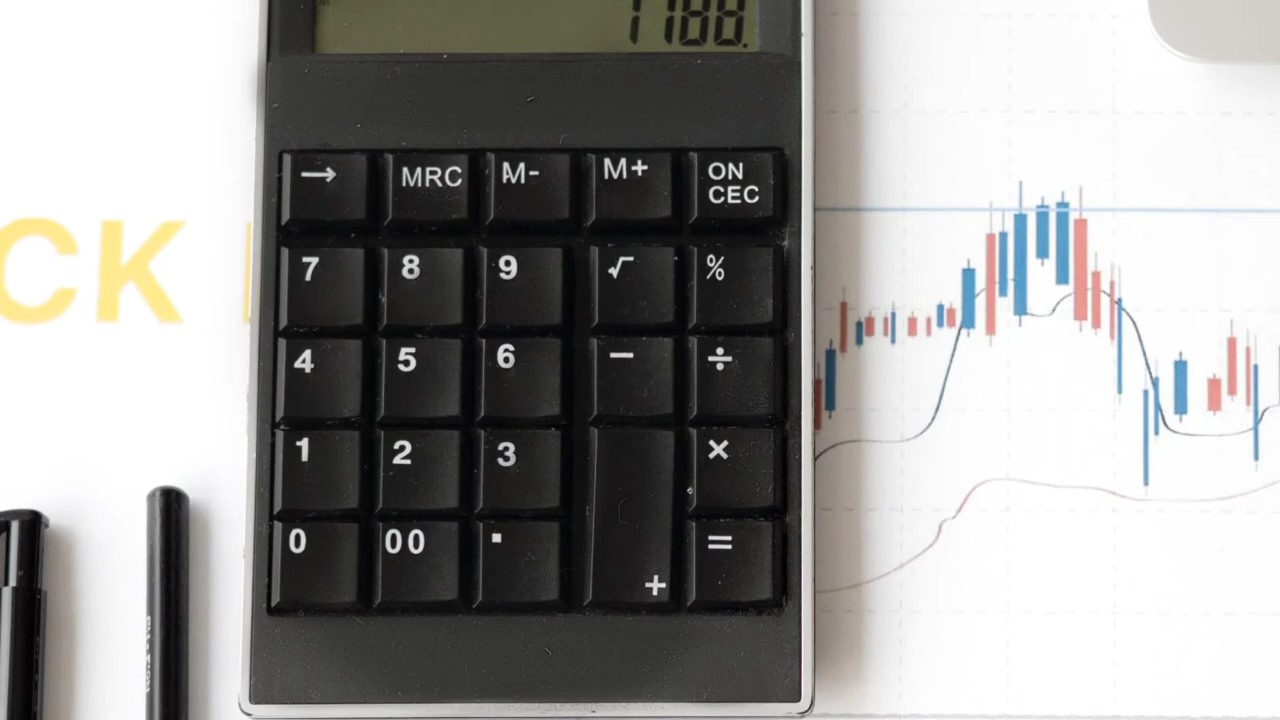 1188.
→ MRC M- M+ ON
CEC
7 8 9 √ %
CK
4 5 6 − ÷
1 2 3 ×
0 00 . + =